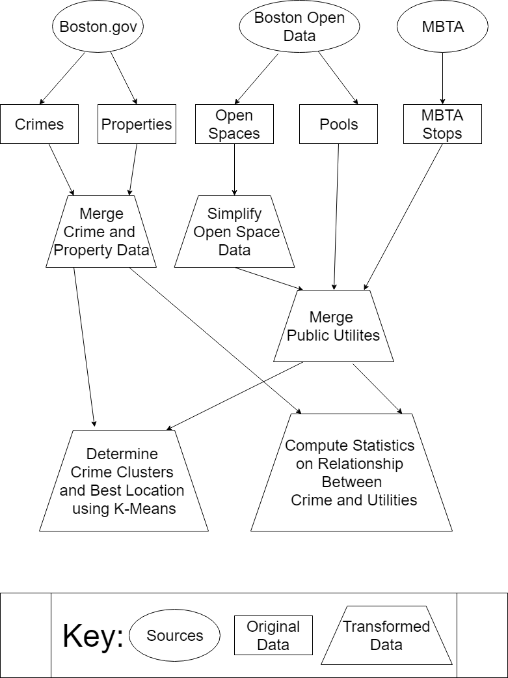 Boston.gov
Boston Open
Data
MBTA
Crimes
Properties
Open
Spaces
Pools
MBTA
Stops
Merge
Crime and
Property Data
Simplify
Open Space
Data
Merge
Public Utilites
Determine
Crime Clusters
and Best Location
using K-Means
Compute Statistics
on Relationship
Between
Crime and Utilities
Key:
Sources
Original
Data
Transformed
Data